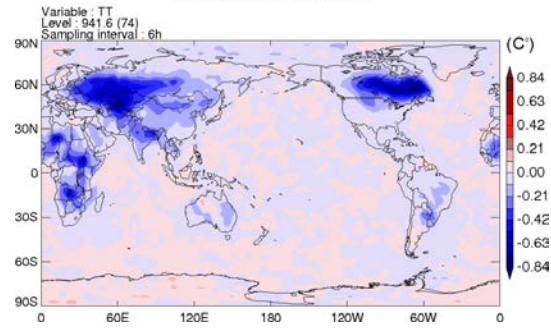 Variable : TT
Level : 941.6 (74)
Sampling interval : 6h
(C°)
90N
60N
30N
0
30S
60S
90S
0
60E
120E
180
120W
60W
0
0.84
0.63
0.42
0.21
0.00
-0.21
-0.42
-0.63
-0.84